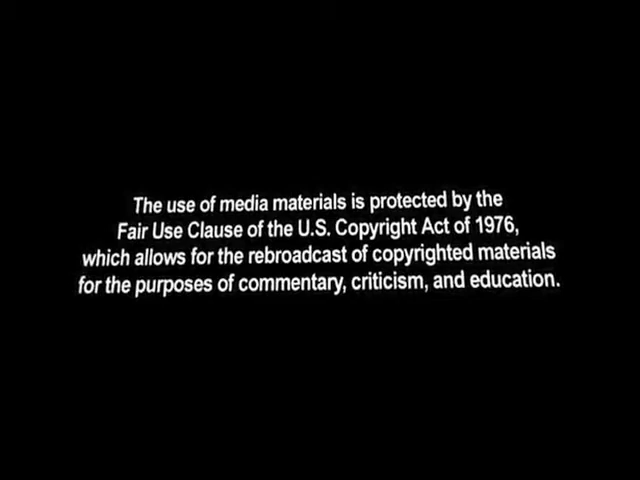 The use of media materials is protected by the
Fair Use Clause of the U.S. Copyright Act of 1976,
which allows for the rebroadcast of copyrighted materials
for the purposes of commentary, criticism, and education.